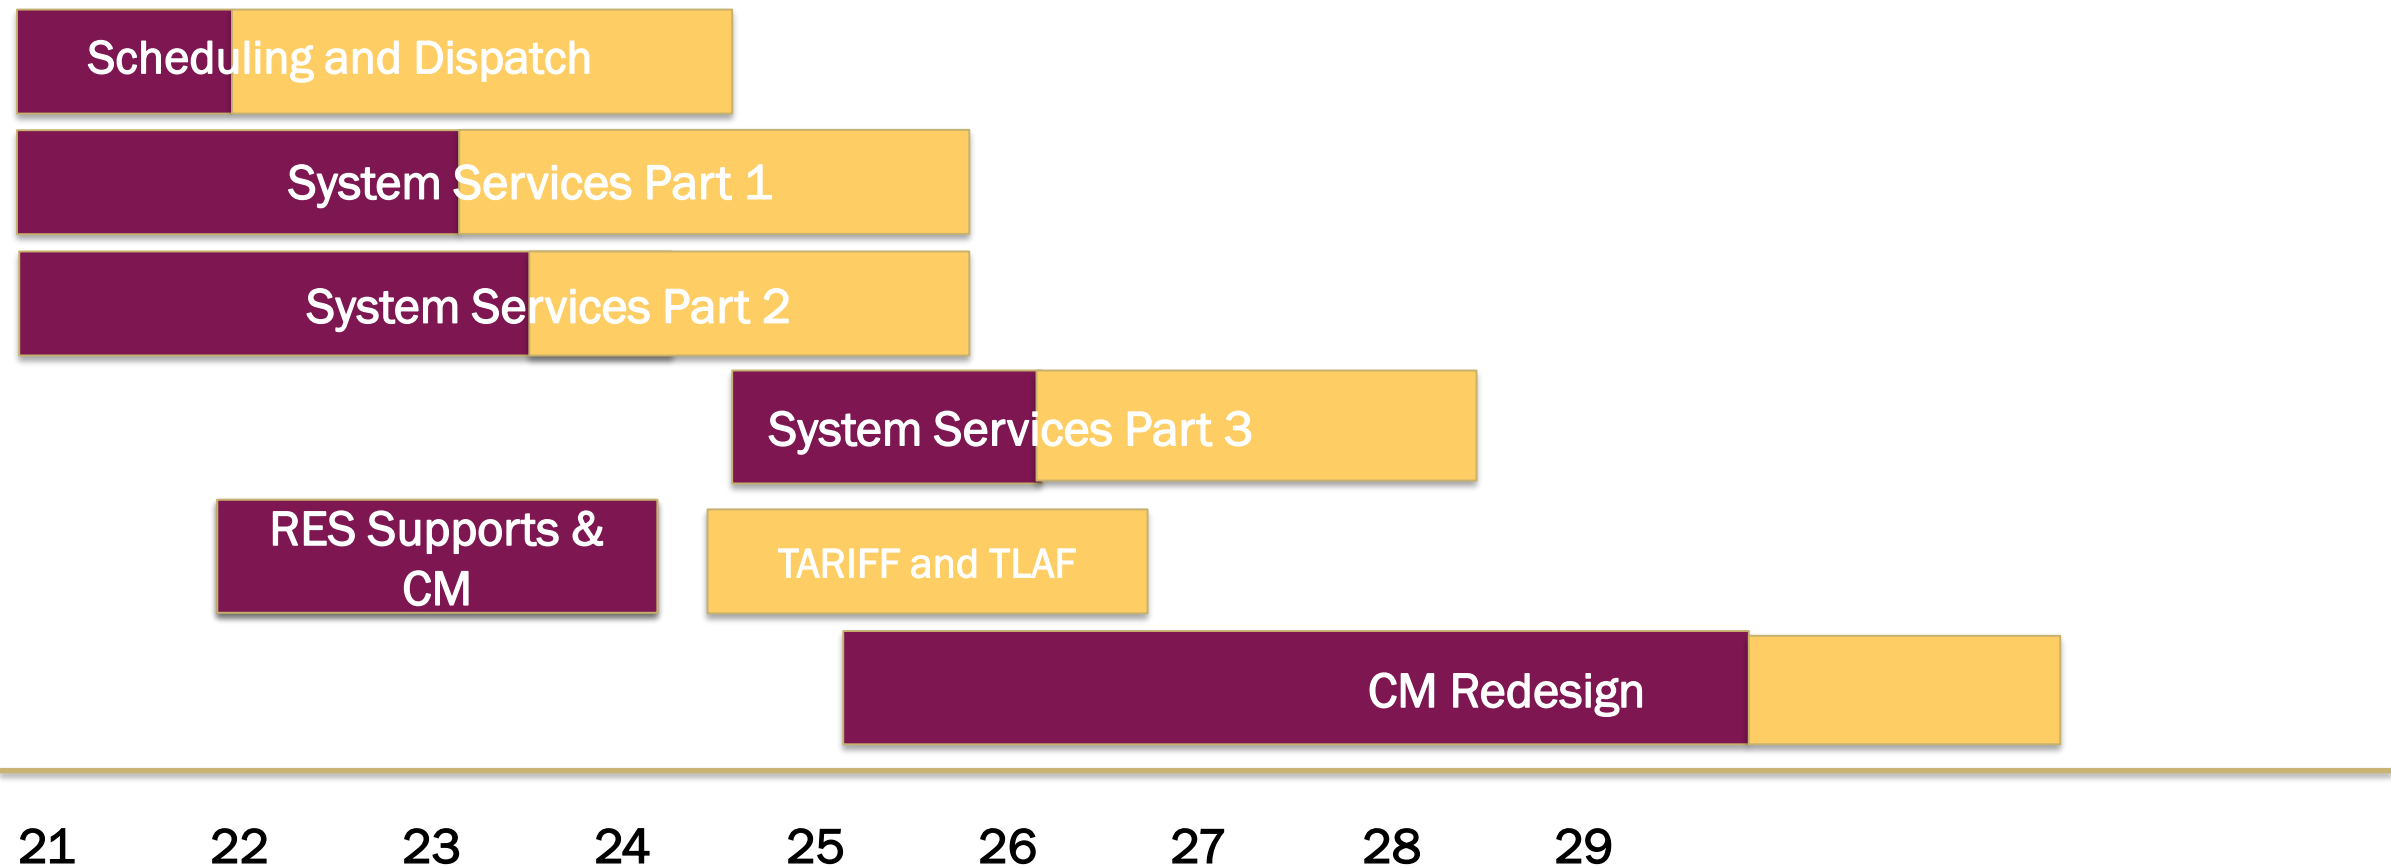 Scheduling and Dispatch
System Services Part 1
System Services Part 2
System Services Part 3
RES Supports &
CM
TARIFF and TLAF
CM Redesign
21 22 23 24 25 26 27 28 29